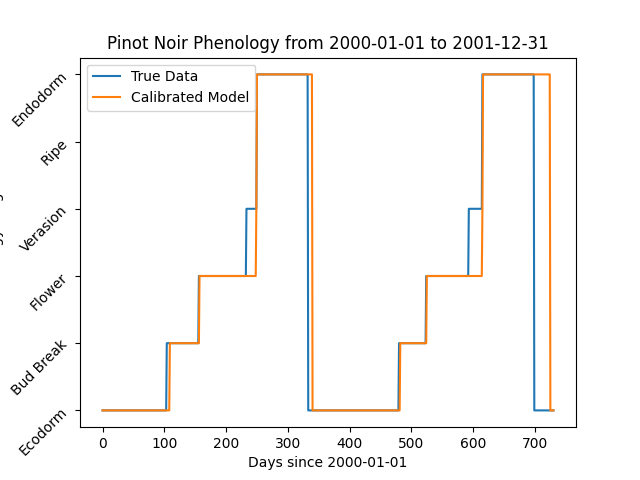 Pinot Noir Phenology from 2000-01-01 to 2001-12-31
True Data
Calibrated Model
Endodorm
Ripe
Verasion
Flower
Bud Break
Ecodorm
0 100 200 300 400 500 600 700
Days since 2000-01-01